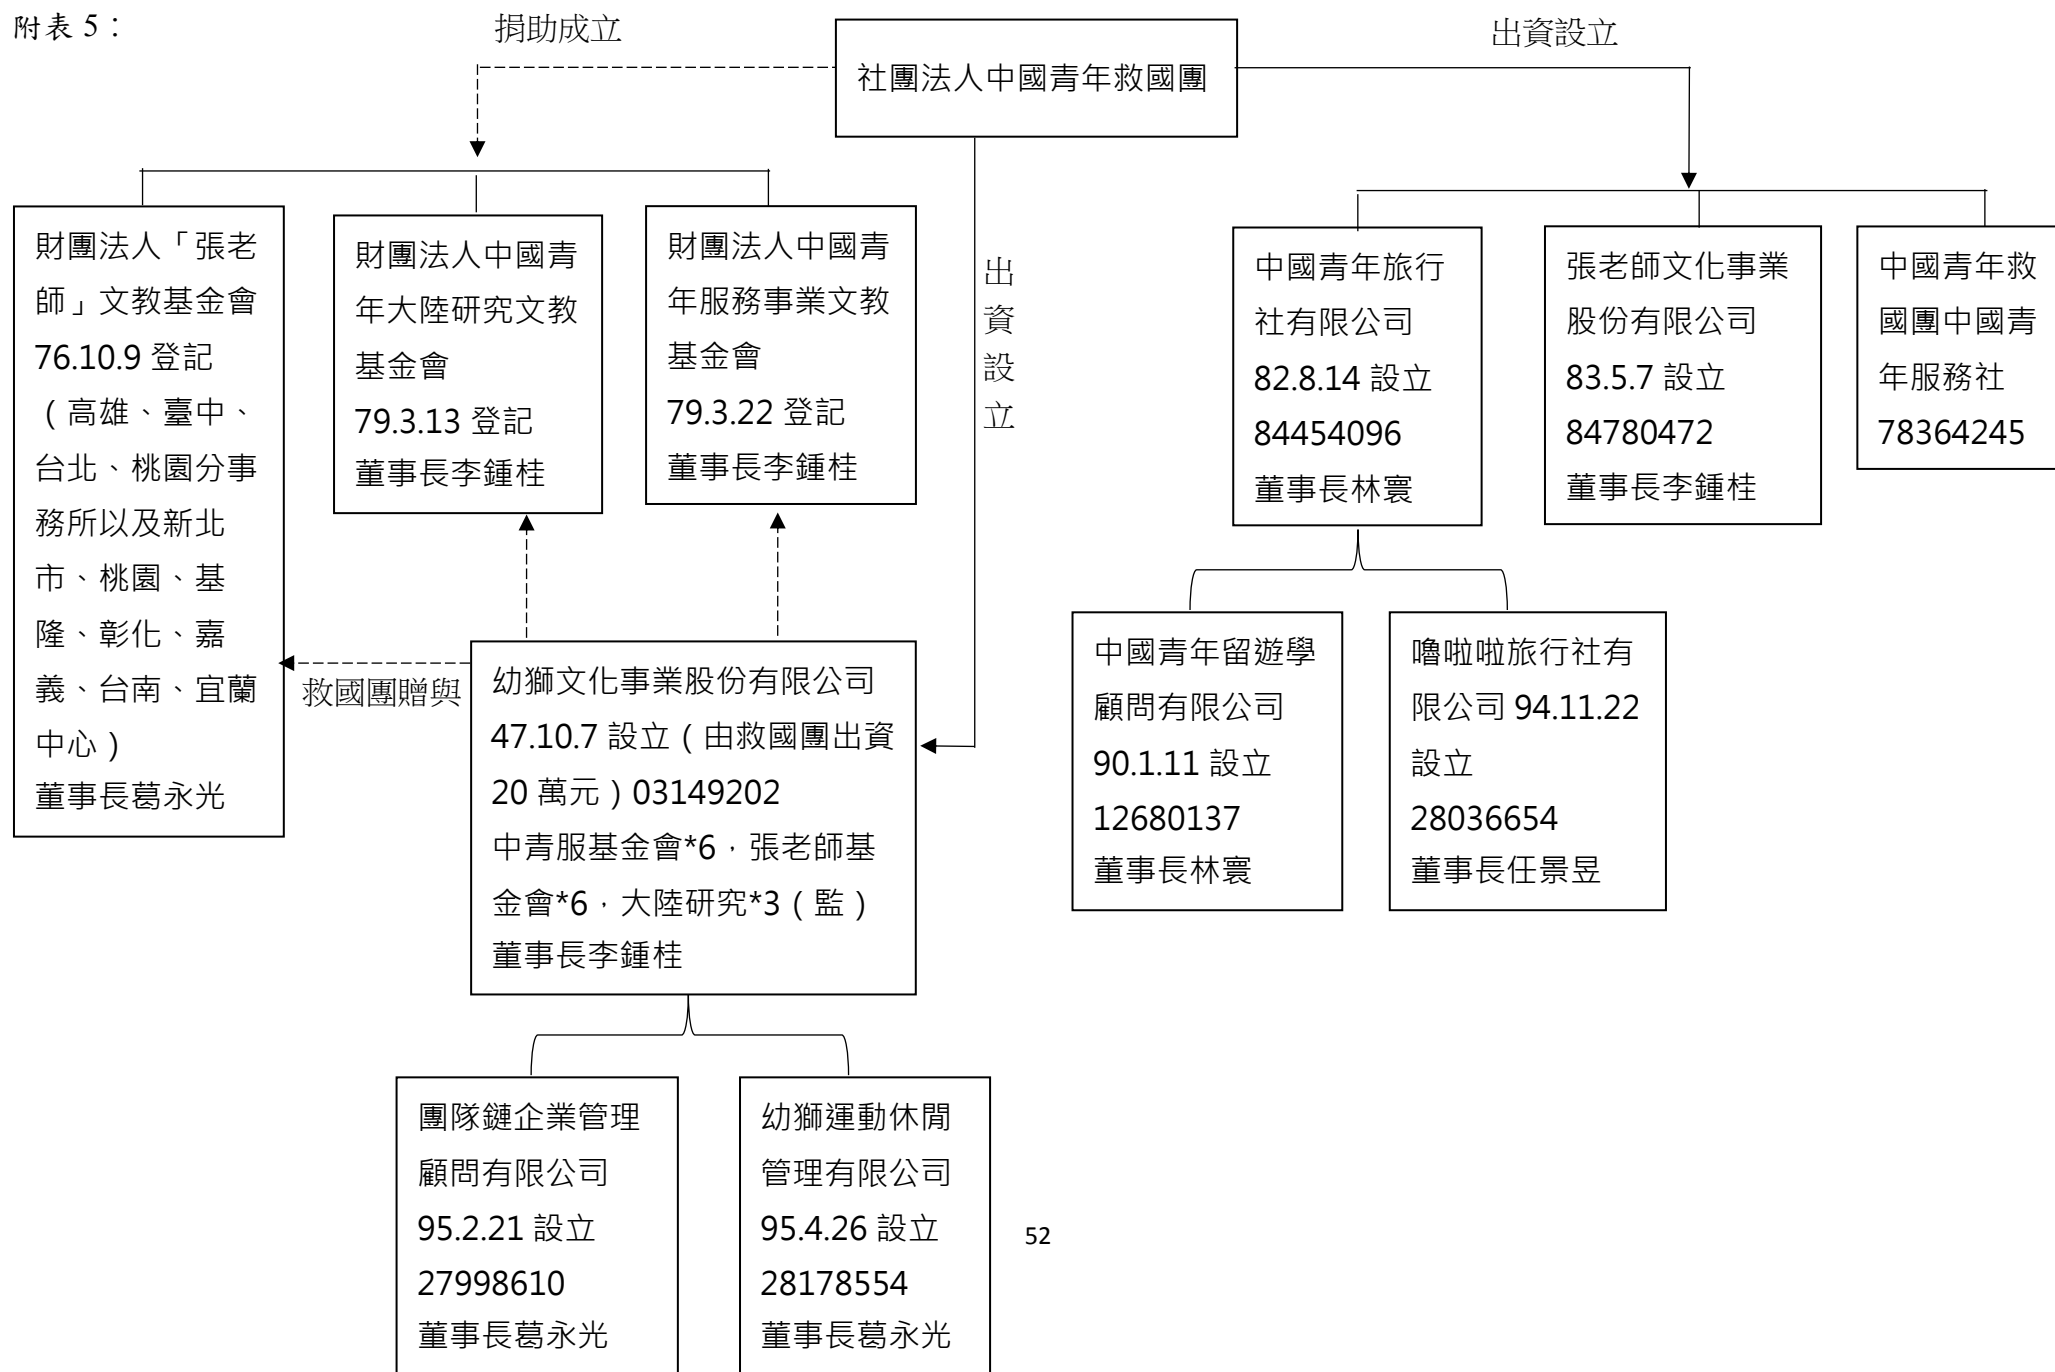 附表 5：
捐助成立
社團法人中國青年救國團
出資設立
財團法人「張老
師」文教基金會
76.10.9 登記
（高雄、臺中、
台北、桃園分事
務所以及新北
市、桃園、基
隆、彰化、嘉
義、台南、宜蘭
中心）
董事長葛永光
財團法人中國青
年大陸研究文教
基金會
79.3.13 登記
董事長李鍾桂
財團法人中國青
年服務事業文教
基金會
79.3.22 登記
董事長李鍾桂
出
資
設
立
中國青年旅行
社有限公司
82.8.14 設立
84454096
董事長林寰
張老師文化事業
股份有限公司
83.5.7 設立
84780472
董事長李鍾桂
中國青年救
國團中國青
年服務社
78364245
救國團贈與
幼獅文化事業股份有限公司
47.10.7 設立（由救國團出資
20 萬元）03149202
中青服基金會*6，張老師基
金會*6，大陸研究*3（監）
董事長李鍾桂
中國青年留遊學
顧問有限公司
90.1.11 設立
12680137
董事長林寰
嚕啦啦旅行社有
限公司 94.11.22
設立
28036654
董事長任景昱
團隊鏈企業管理
顧問有限公司
95.2.21 設立
27998610
董事長葛永光
幼獅運動休閒
管理有限公司
95.4.26 設立
28178554
董事長葛永光
52